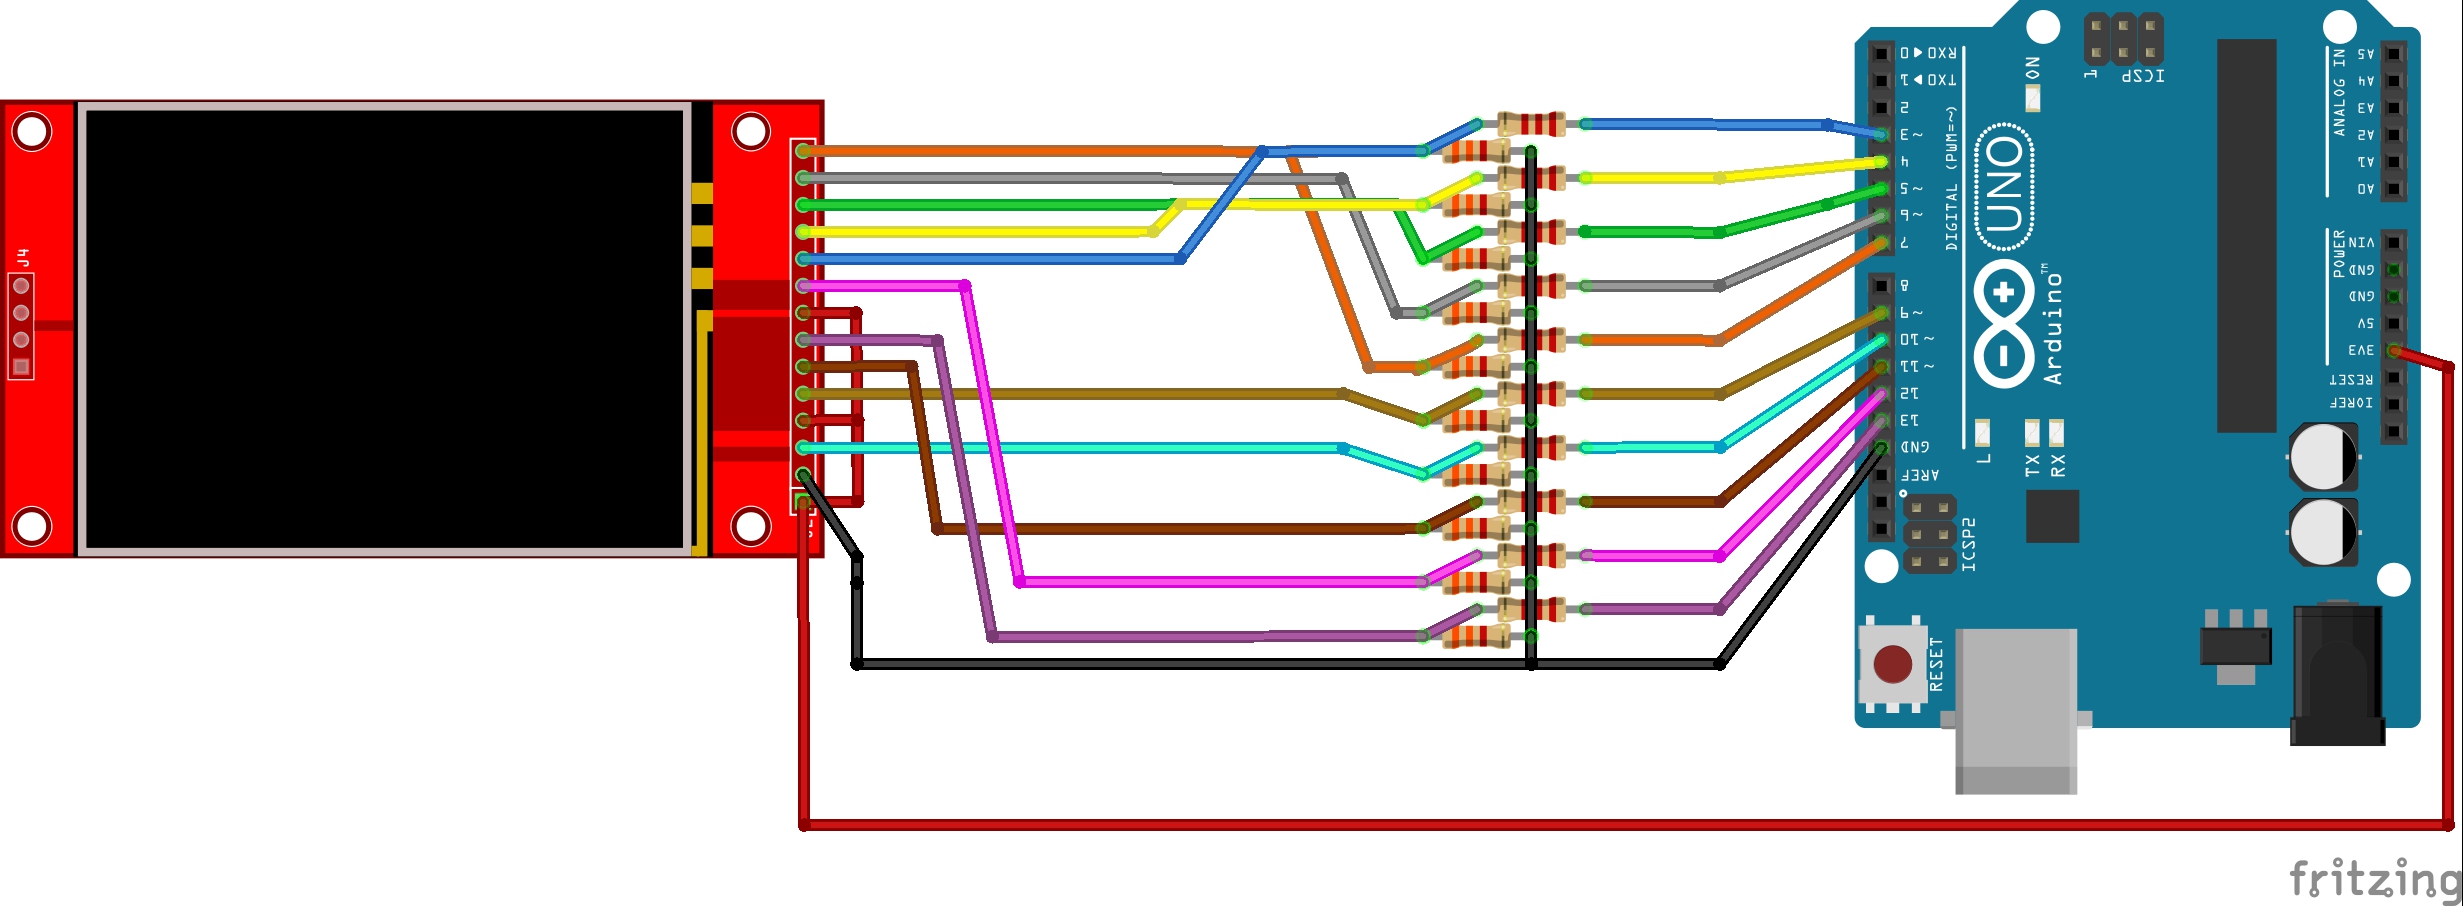 J4
RX0 ◀ 0
TX0 ▶ 1
2
~ 3
4
~ 5
~ 6
7
8
~ 9
~ 10
~ 11
12
13
GND
AREF
DIGITAL (PWM=~)
UNO
Arduino™
ON
1
ICSP
L
TX
RX
ICSP2
RESET
A5
A4
A3
A2
A1
A0
ANALOG IN
VIN
GND
GND
5V
3V3
RESET
IOREF
POWER
fritzing